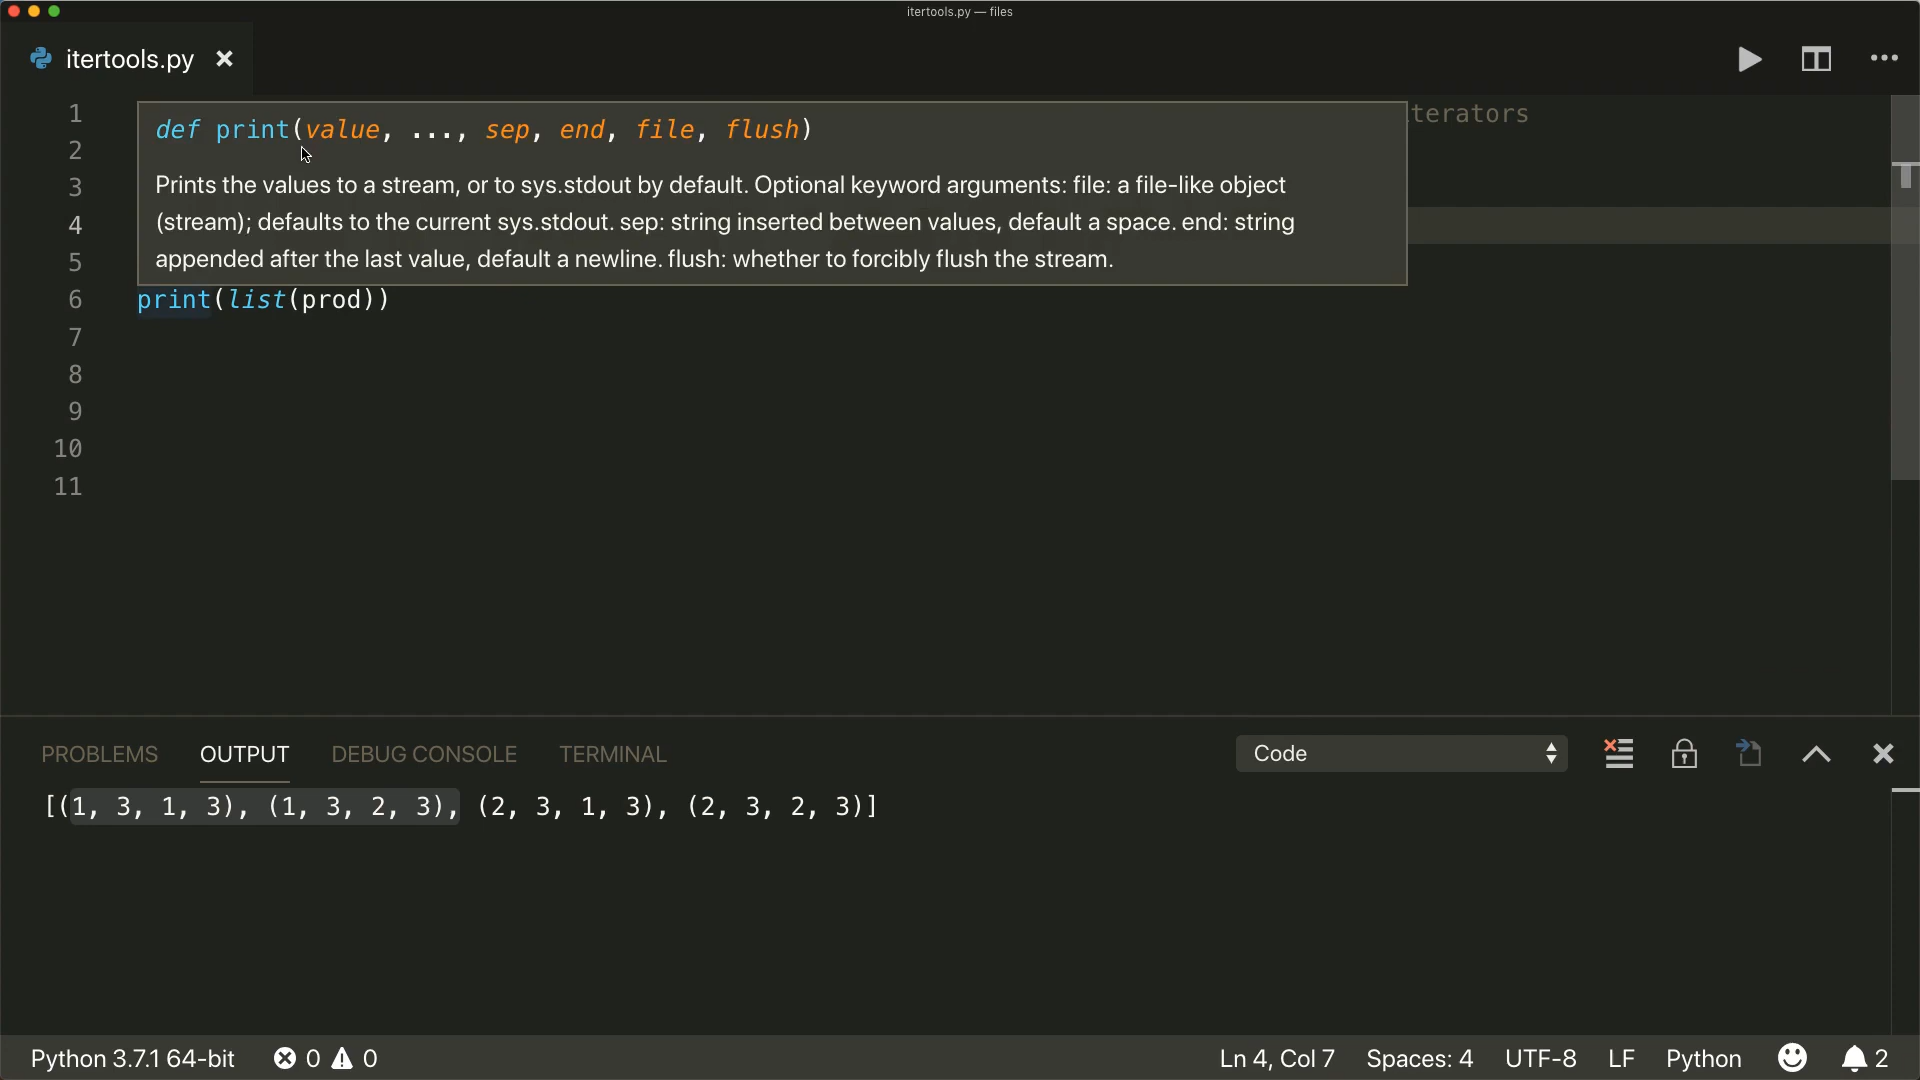 itertools.py — files
itertools.py
1 terators
2
3
4
5
def print(value, ..., sep, end, file, flush)
Prints the values to a stream, or to sys.stdout by default. Optional keyword arguments: file: a file-like object
(stream); defaults to the current sys.stdout. sep: string inserted between values, default a space. end: string
appended after the last value, default a newline. flush: whether to forcibly flush the stream.
6 print(list(prod))
7
8
9
10
11
PROBLEMS OUTPUT DEBUG CONSOLE TERMINAL Code
[(1, 3, 1, 3), (1, 3, 2, 3), (2, 3, 1, 3), (2, 3, 2, 3)]
Python 3.7.1 64-bit 0 0 Ln 4, Col 7 Spaces: 4 UTF-8 LF Python 2